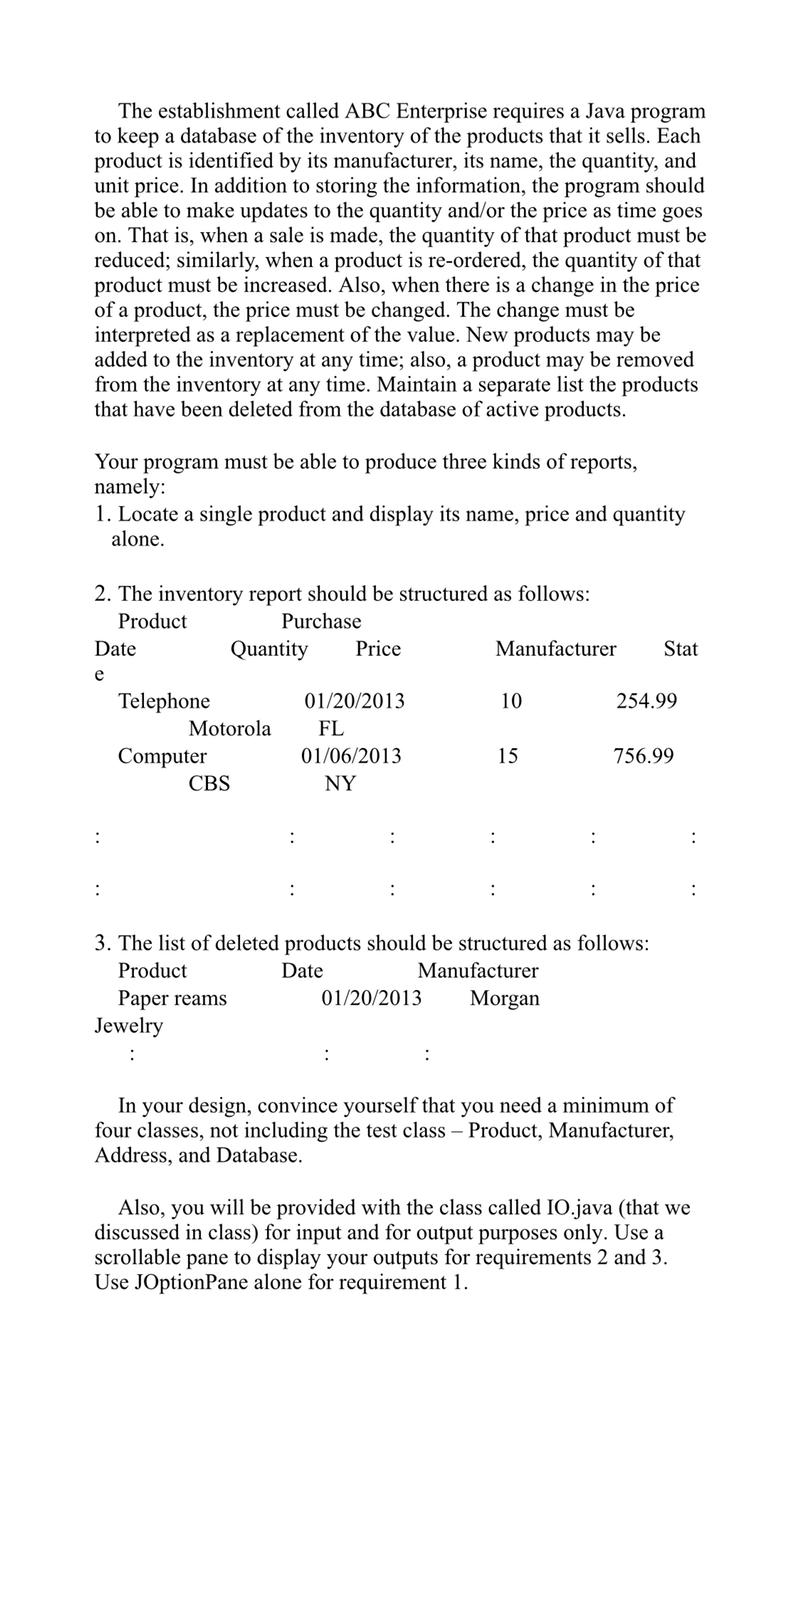 The establishment called ABC Enterprise requires a Java program
to keep a database of the inventory of the products that it sells. Each
product is identified by its manufacturer, its name, the quantity, and
unit price. In addition to storing the information, the program should
be able to make updates to the quantity and/or the price as time goes
on. That is, when a sale is made, the quantity of that product must be
reduced; similarly, when a product is re-ordered, the quantity of that
product must be increased. Also, when there is a change in the price
of a product, the price must be changed. The change must be
interpreted as a replacement of the value. New products may be
added to the inventory at any time; also, a product may be removed
from the inventory at any time. Maintain a separate list the products
that have been deleted from the database of active products.
Your program must be able to produce three kinds of reports,
namely:
1. Locate a single product and display its name, price and quantity
alone.
2. The inventory report should be structured as follows:
Product Purchase
Date Quantity Price Manufacturer Stat
e
Telephone 01/20/2013 10 254.99
Motorola FL
Computer 01/06/2013 15 756.99
CBS NY
: : : : : :
: : : : : :
3. The list of deleted products should be structured as follows:
Product Date Manufacturer
Paper reams 01/20/2013 Morgan
Jewelry
: : :
In your design, convince yourself that you need a minimum of
four classes, not including the test class – Product, Manufacturer,
Address, and Database.
Also, you will be provided with the class called IO.java (that we
discussed in class) for input and for output purposes only. Use a
scrollable pane to display your outputs for requirements 2 and 3.
Use JOptionPane alone for requirement 1.